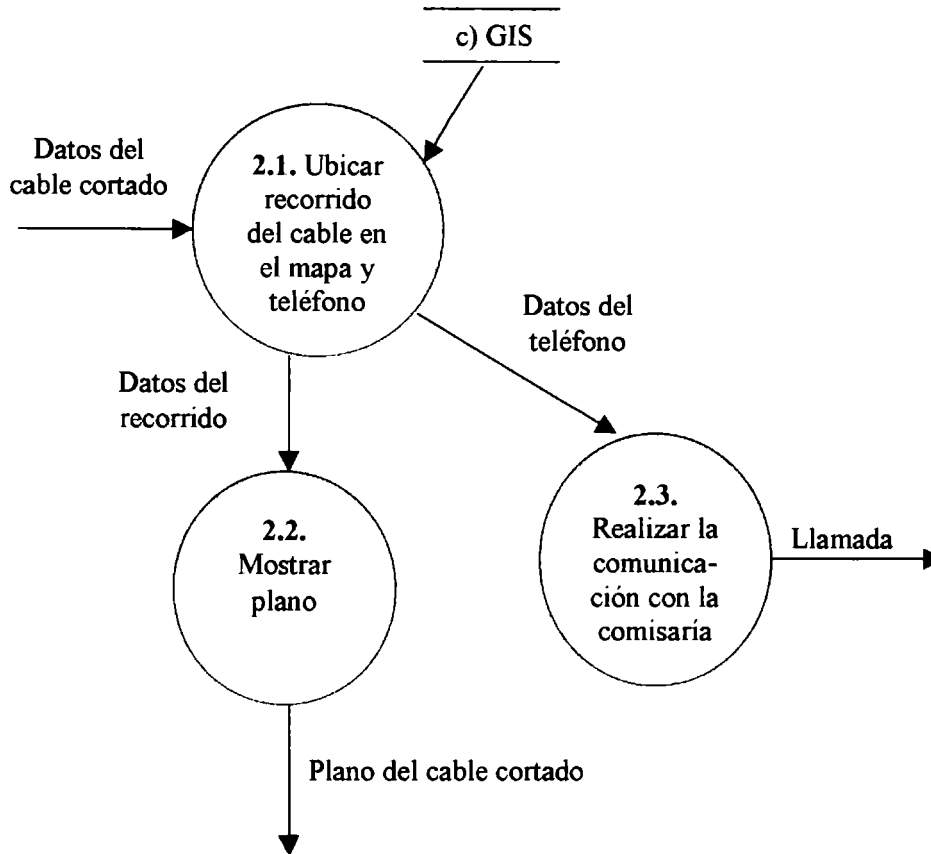 c) GIS
Datos del
cable cortado
2.1. Ubicar
recorrido
del cable en
el mapa y
teléfono
Datos del
teléfono
Datos del
recorrido
2.2.
Mostrar
plano
2.3.
Realizar la
comunica-
ción con la
comisaría
Llamada
Plano del cable cortado